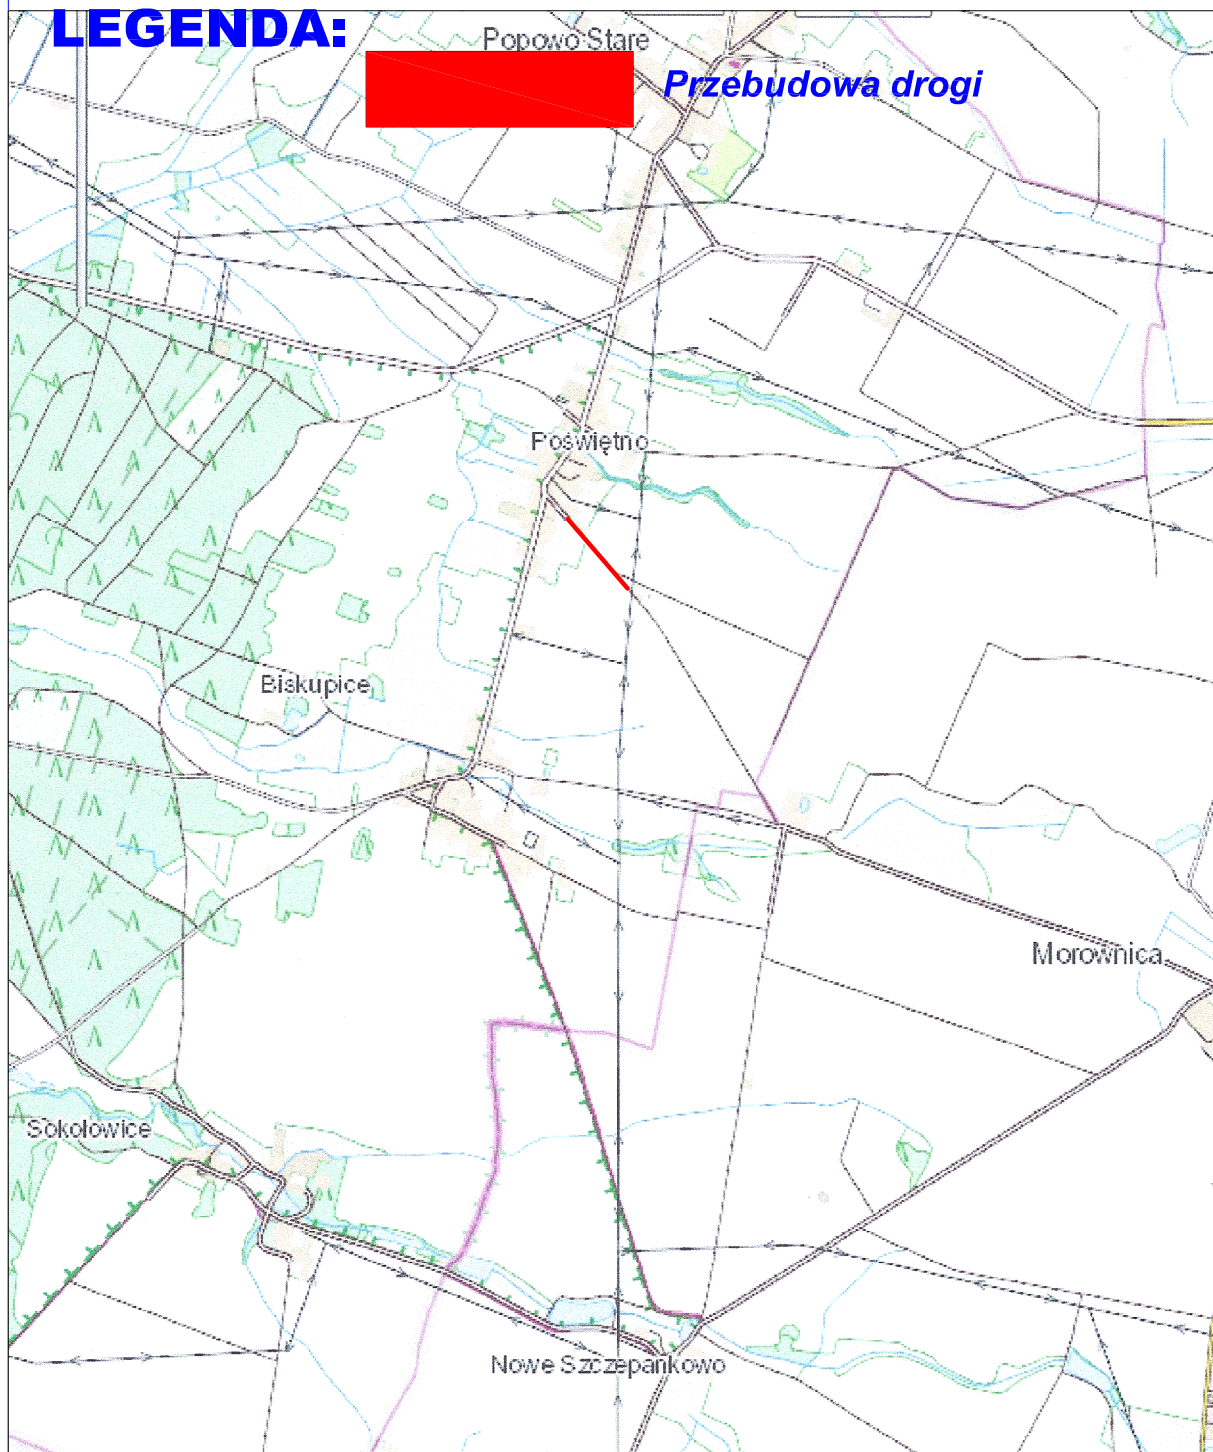 LEGENDA:
Popowo Stare
Przebudowa drogi
Poświętno
Biskupice
Morownica
Sokołowice
Nowe Szczepankowo